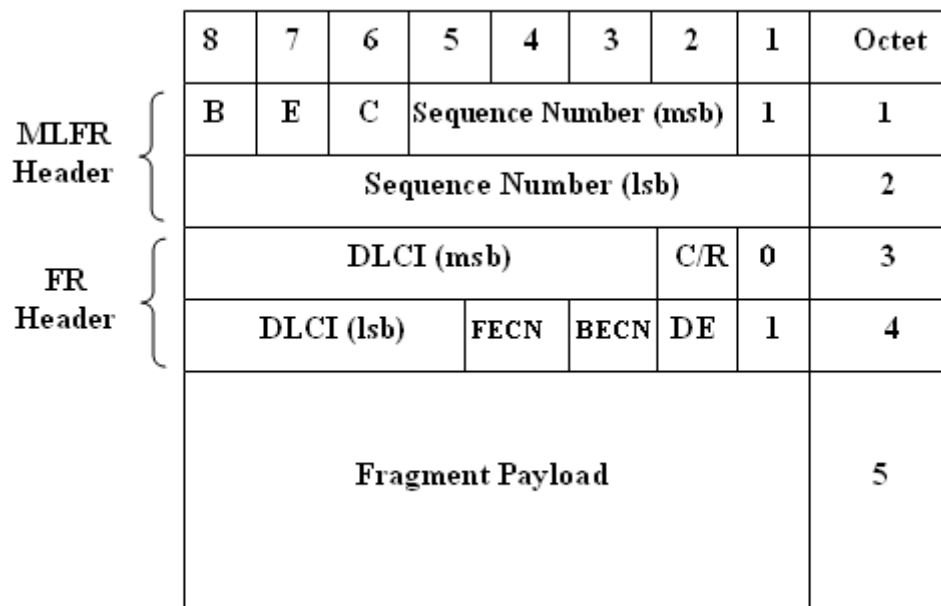 8 7 6 5 4 3 2 1 Octet
MLFR Header
B E C Sequence Number (msb) 1 1
Sequence Number (lsb) 2
FR Header
DLCI (msb) C/R 0 3
DLCI (lsb) FECN BECN DE 1 4
Fragment Payload 5